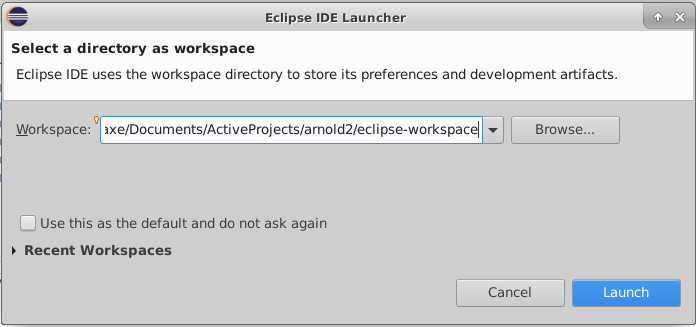 Eclipse IDE Launcher
Select a directory as workspace
Eclipse IDE uses the workspace directory to store its preferences and development artifacts.
Workspace: axe/Documents/ActiveProjects/arnold2/eclipse-workspace Browse...
Use this as the default and do not ask again
Recent Workspaces
Cancel Launch